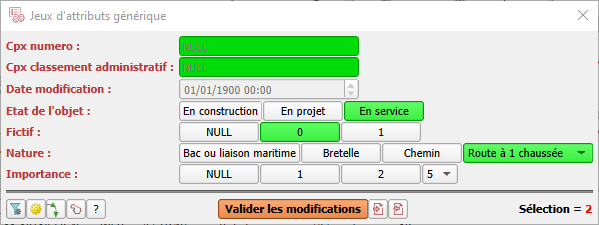 Jeux d'attributs générique
Cpx numero :
NULL
Cpx classement administratif :
NULL
Date modification :
01/01/1900 00:00
Etat de l'objet : En construction En projet En service
Fictif : NULL 0 1
Nature : Bac ou liaison maritime Bretelle Chemin Route à 1 chaussée
Importance : NULL 1 2 5
? Valider les modifications Sélection = 2